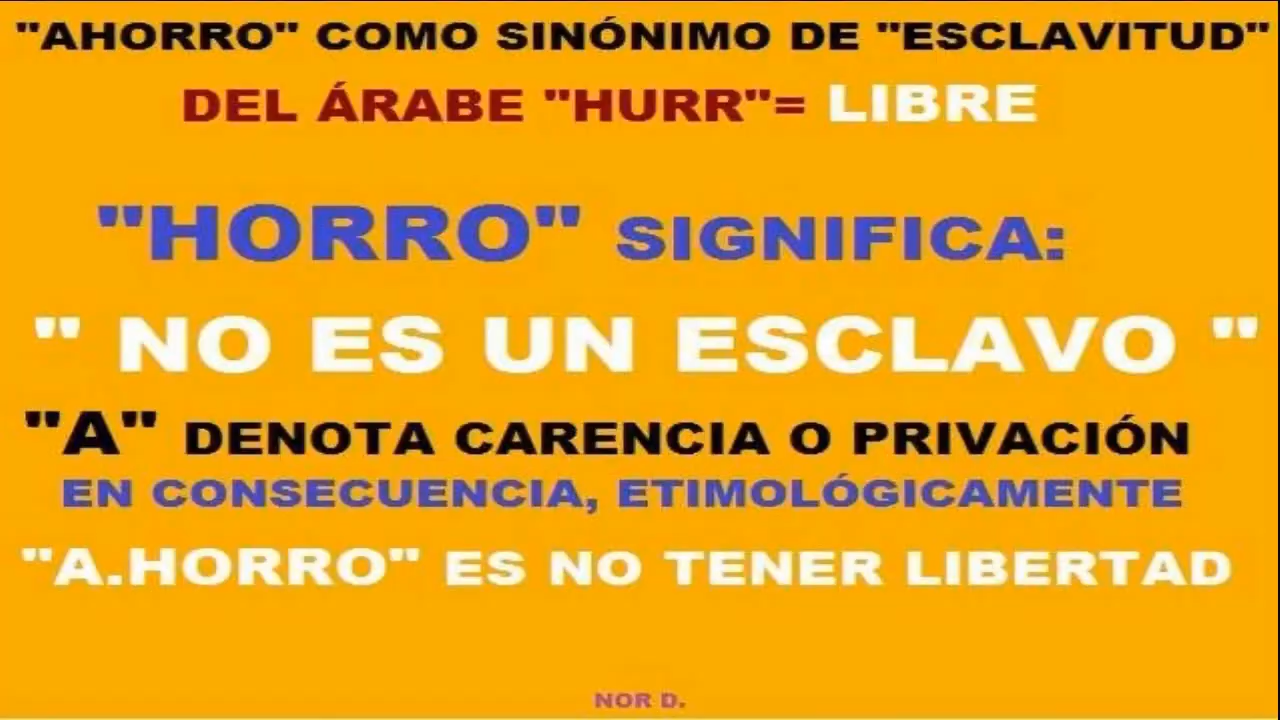 "AHORRO" COMO SINÓNIMO DE "ESCLAVITUD"
DEL ÁRABE "HURR"= LIBRE
"HORRO" SIGNIFICA:
" NO ES UN ESCLAVO "
"A" DENOTA CARENCIA O PRIVACIÓN
EN CONSECUENCIA, ETIMOLÓGICAMENTE
"A.HORRO" ES NO TENER LIBERTAD
NOR D.